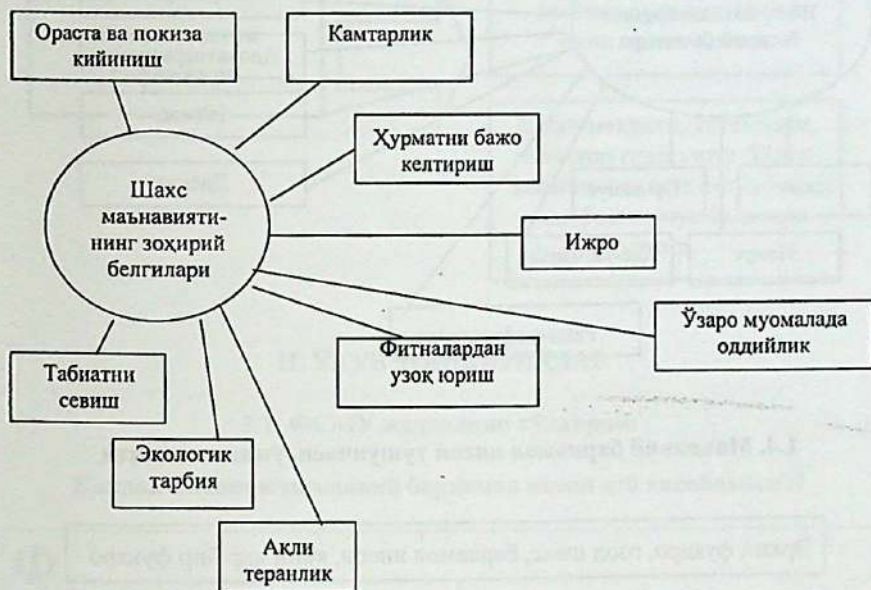 Ораста ва покиза
кийиниш
Камтарлик
Ҳурматни бажо
келтириш
Шахс
маънавияти-
нинг зоҳирий
белгилари
Ижро
Ўзаро муомалада
оддийлик
Фитналардан
узоқ юриш
Табиатни
севиш
Экологик
тарбия
Ақли
теранлик